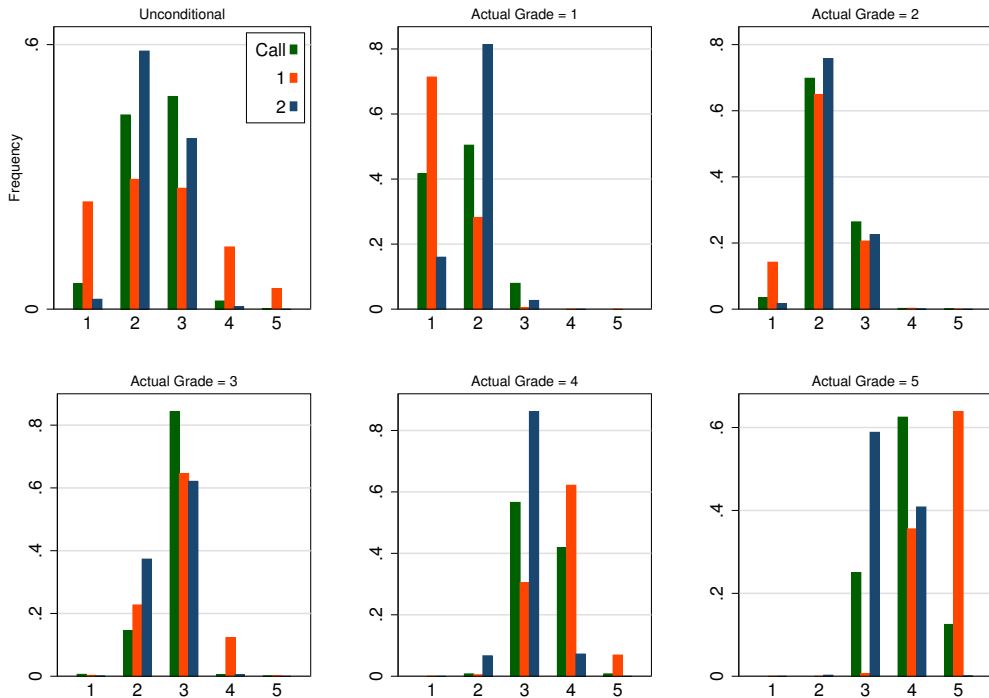 Unconditional
Frequency
.6
0
Call
1
2
1 2 3 4 5
Actual Grade = 1
.8
.6
.4
.2
0
1 2 3 4 5
Actual Grade = 2
.8
.6
.4
.2
0
1 2 3 4 5
Actual Grade = 3
.8
.6
.4
.2
0
1 2 3 4 5
Actual Grade = 4
.8
.6
.4
.2
0
1 2 3 4 5
Actual Grade = 5
.6
.4
.2
0
1 2 3 4 5